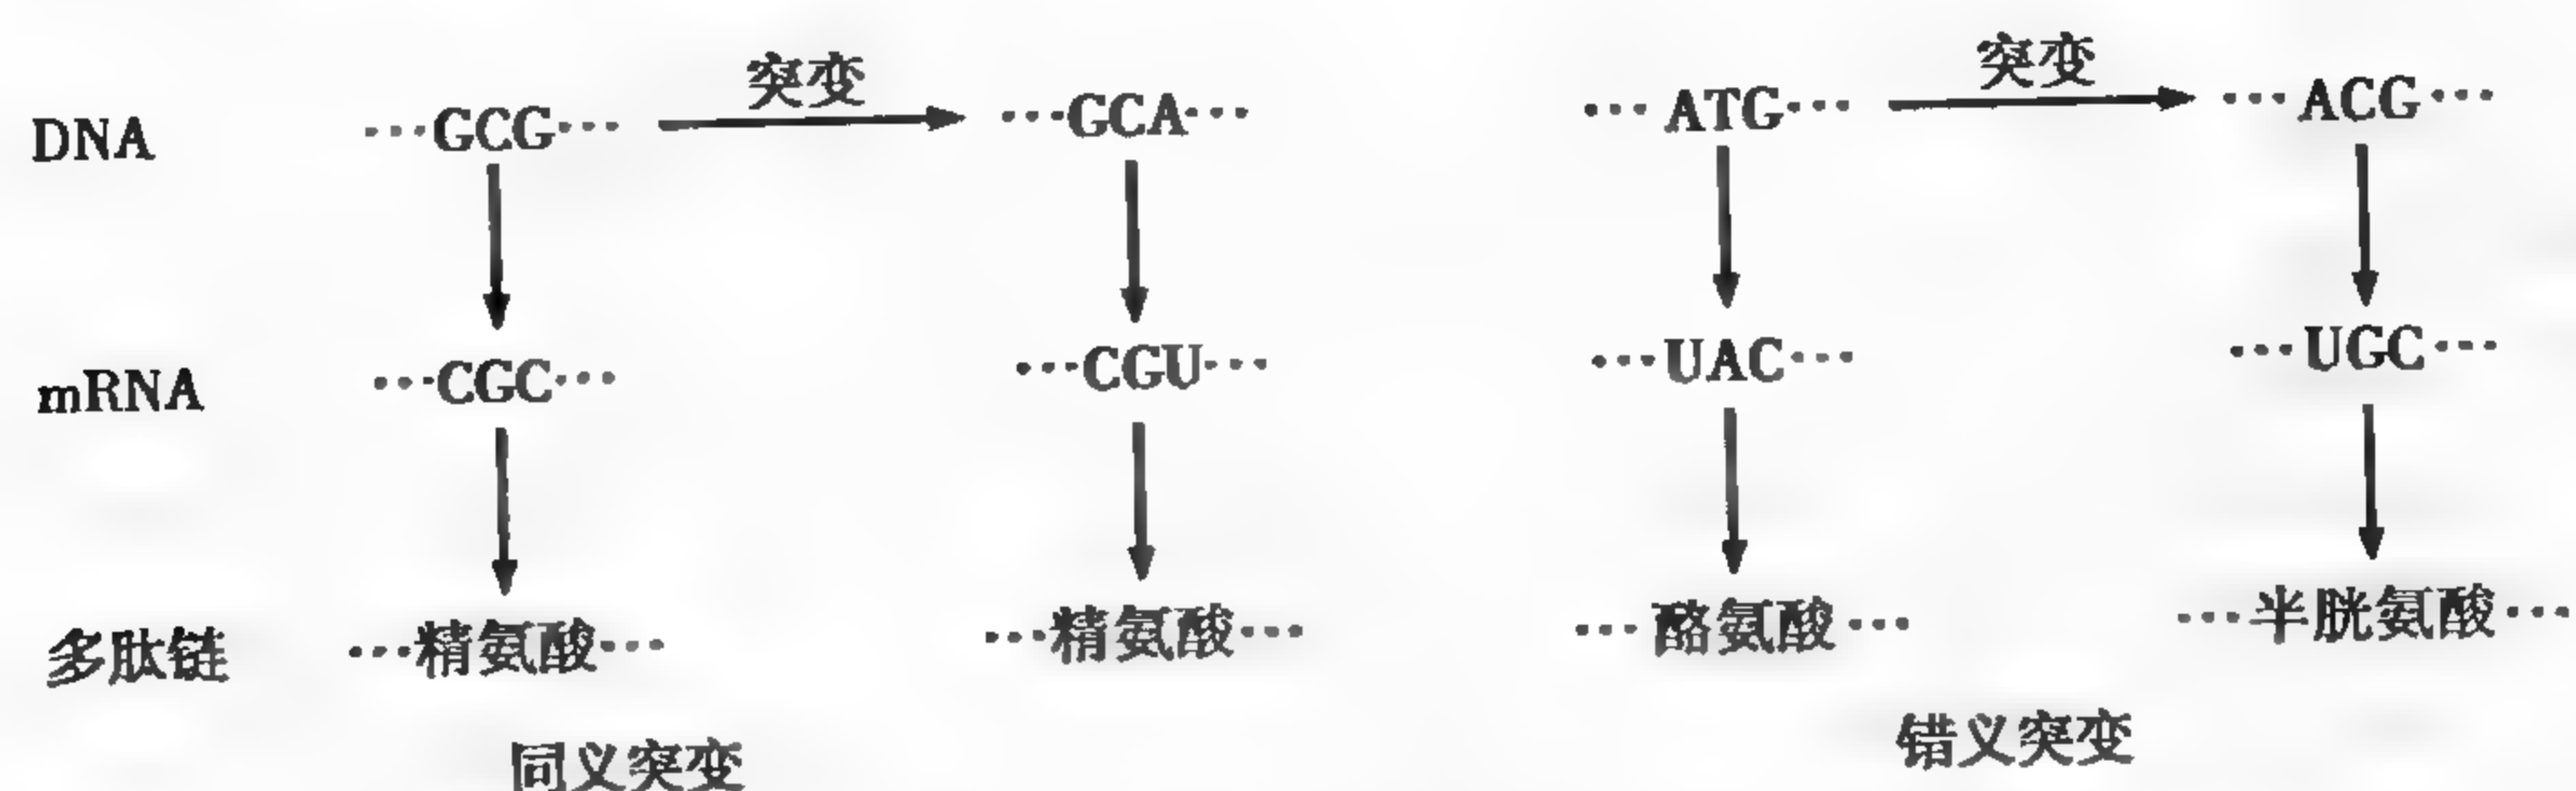 突变 突变
DNA ···GCG··· ···GCA··· ···ATG··· ···ACG···
mRNA ···CGC··· ···CGU··· ···UAC··· ···UGC···
多肽链 ···精氨酸··· ···精氨酸··· ···酪氨酸··· ···半胱氨酸···
同义突变 错义突变